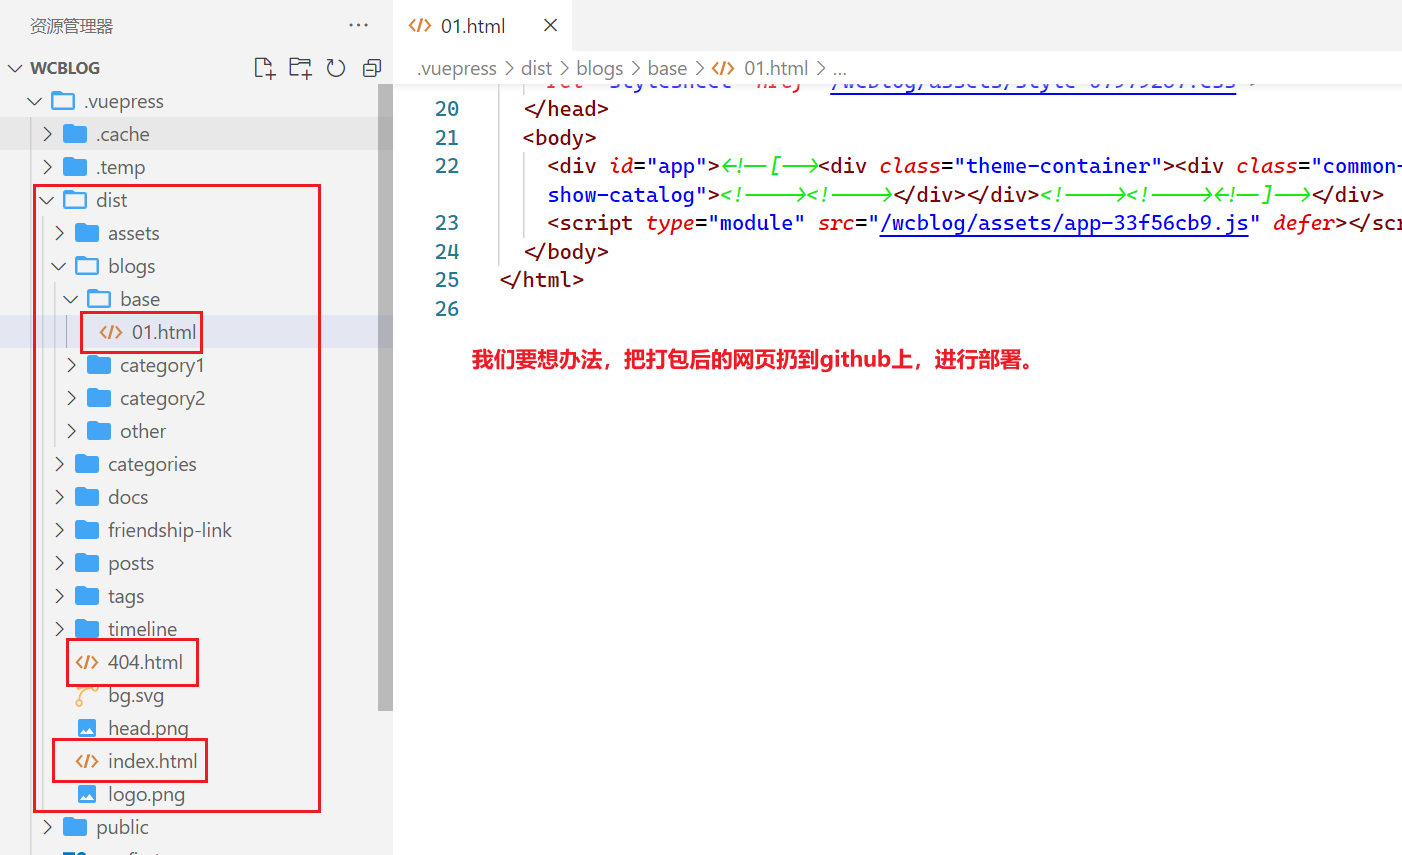 资源管理器
···
01.html
WCBLOG
.vuepress > dist > blogs > base > 01.html > ...
.vuepress
.cache
.temp
dist
assets
blogs
base
01.html
category1
category2
other
categories
docs
friendship-link
posts
tags
timeline
404.html
bg.svg
head.png
index.html
logo.png
public
20 </head>
21 <body>
22 <div id="app"><!--[--><div class="theme-container"><div class="common-
show-catalog"><!----><!----></div></div><!----><!----><!--]--></div>
23 <script type="module" src="/wcblog/assets/app-33f56cb9.js" defer></scr
24 </body>
25 </html>
26
我们要想办法，把打包后的网页扔到github上，进行部署。